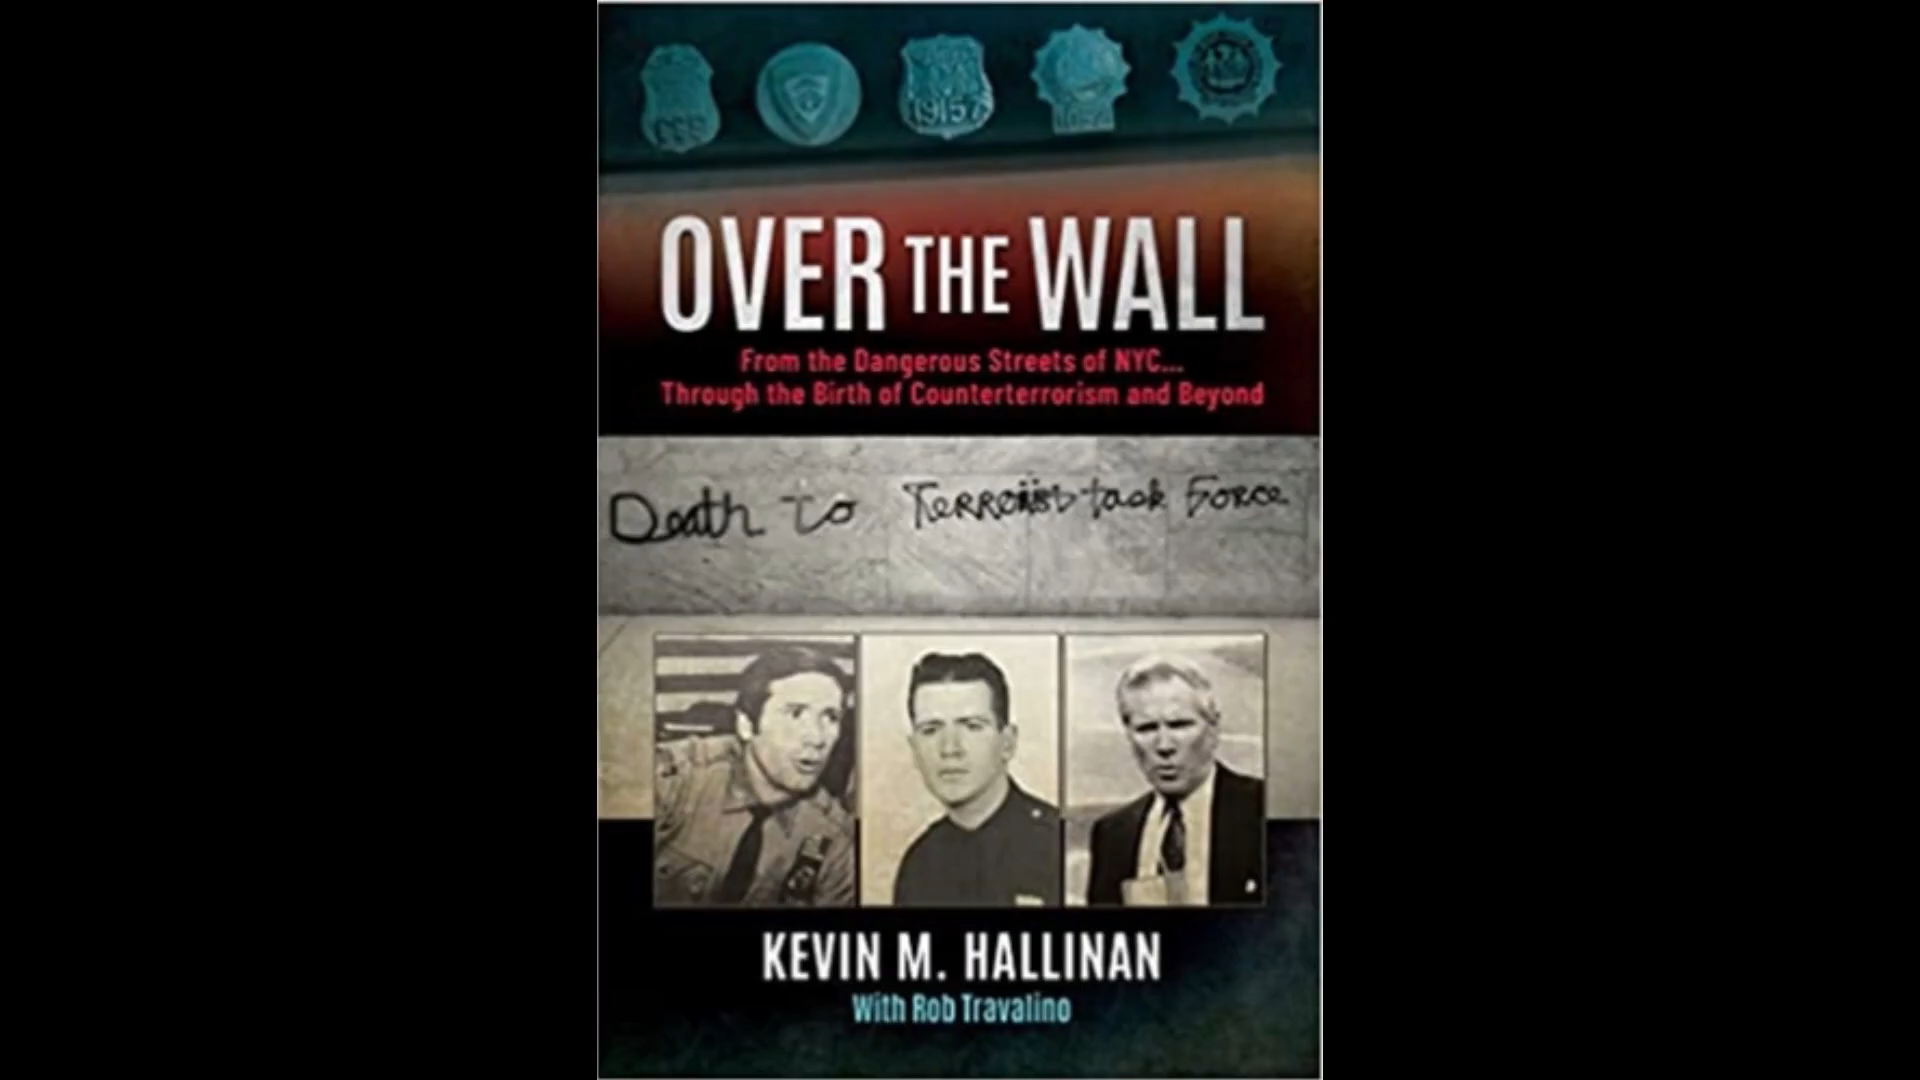 19157
OVER THE WALL
From the Dangerous Streets of NYC...
Through the Birth of Counterterrorism and Beyond
Death to Terrorist task Force
KEVIN M. HALLINAN
With Rob Travalino